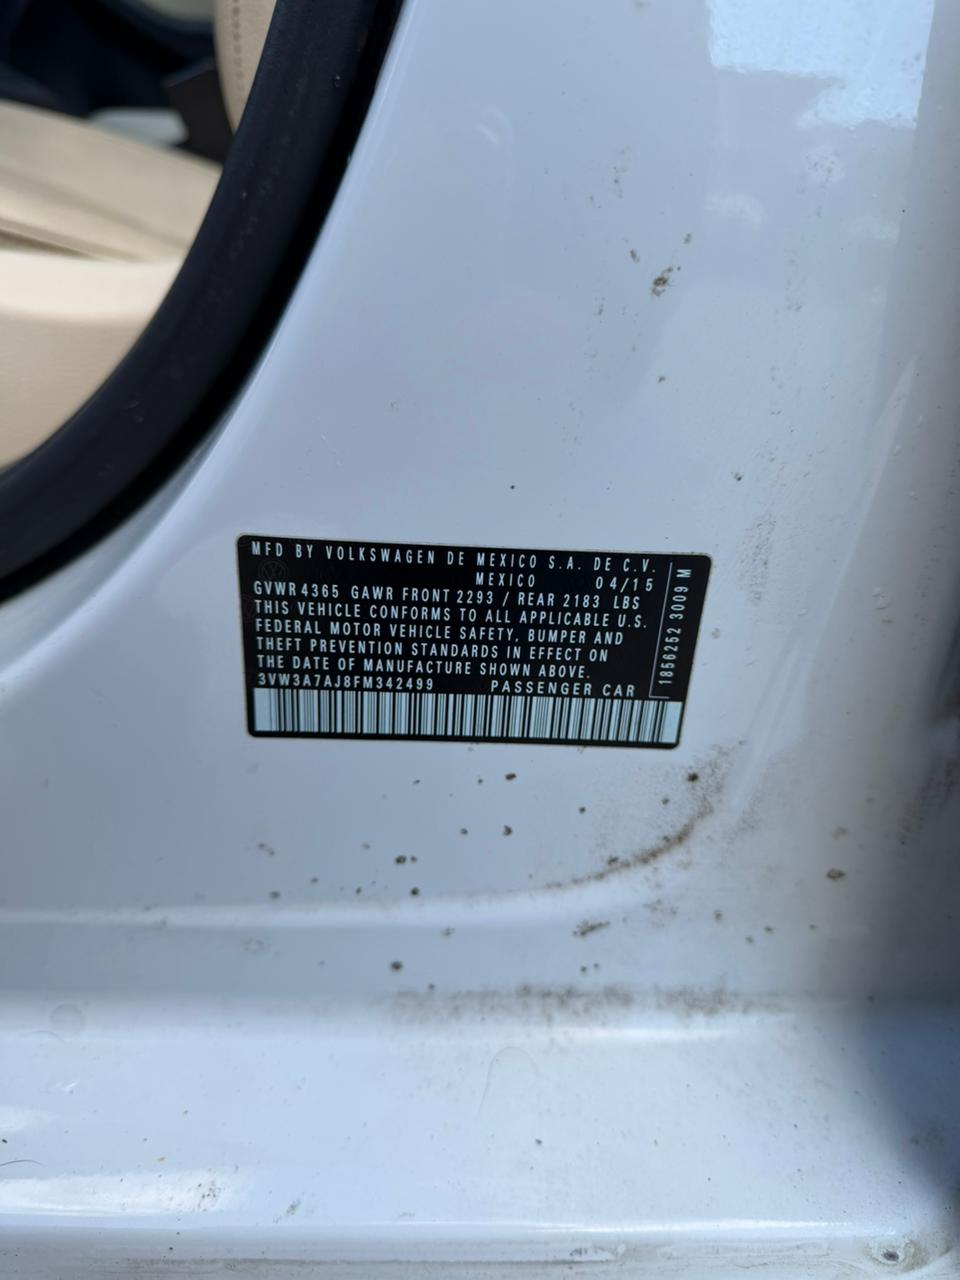 MFD BY VOLKSWAGEN DE MEXICO S.A. DE C.V.
MEXICO 04/15
GVWR 4365 GAWR FRONT 2293 / REAR 2183 LBS
THIS VEHICLE CONFORMS TO ALL APPLICABLE U.S.
FEDERAL MOTOR VEHICLE SAFETY, BUMPER AND
THEFT PREVENTION STANDARDS IN EFFECT ON
THE DATE OF MANUFACTURE SHOWN ABOVE.
3VW3A7AJ8FM342499 PASSENGER CAR
1856252 3009 M